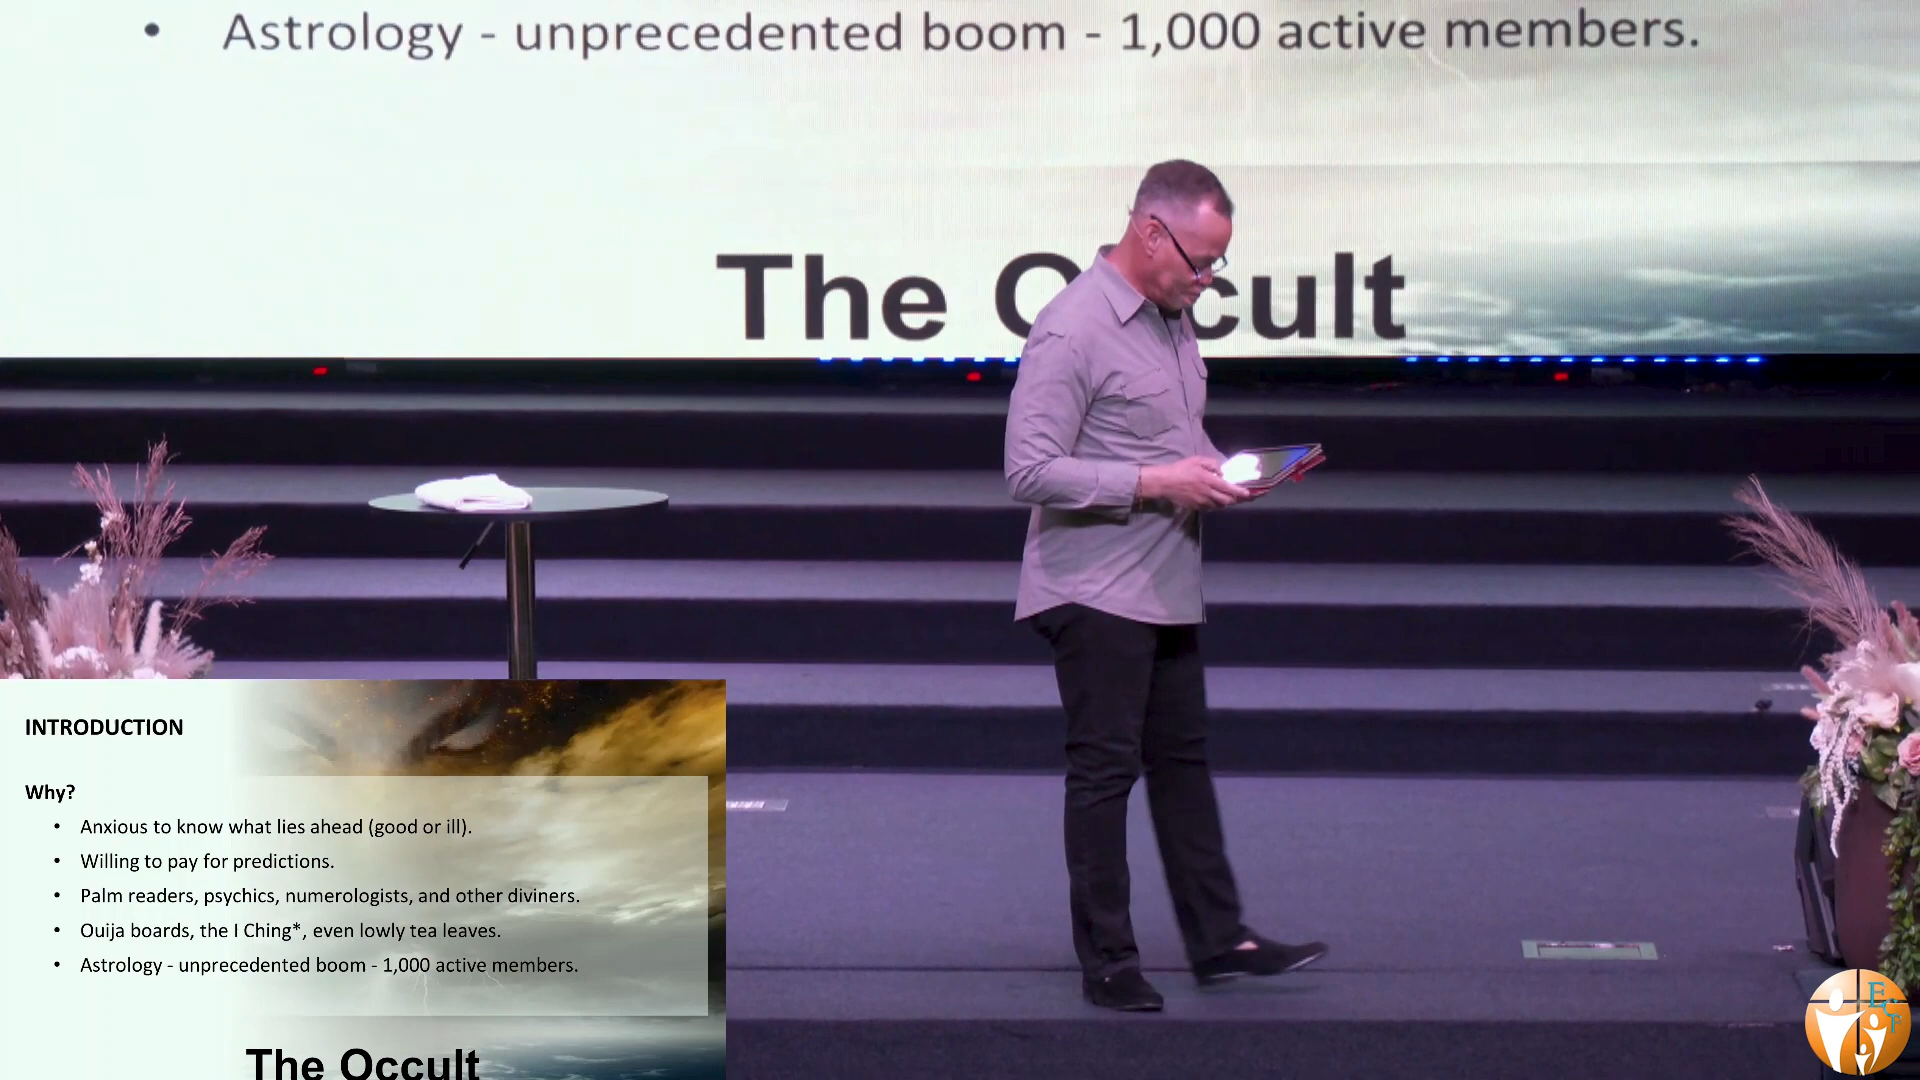 • Astrology - unprecedented boom - 1,000 active members.
The Occult
INTRODUCTION
Why?
• Anxious to know what lies ahead (good or ill).
• Willing to pay for predictions.
• Palm readers, psychics, numerologists, and other diviners.
• Ouija boards, the I Ching*, even lowly tea leaves.
• Astrology - unprecedented boom - 1,000 active members.
The Occult
E
F